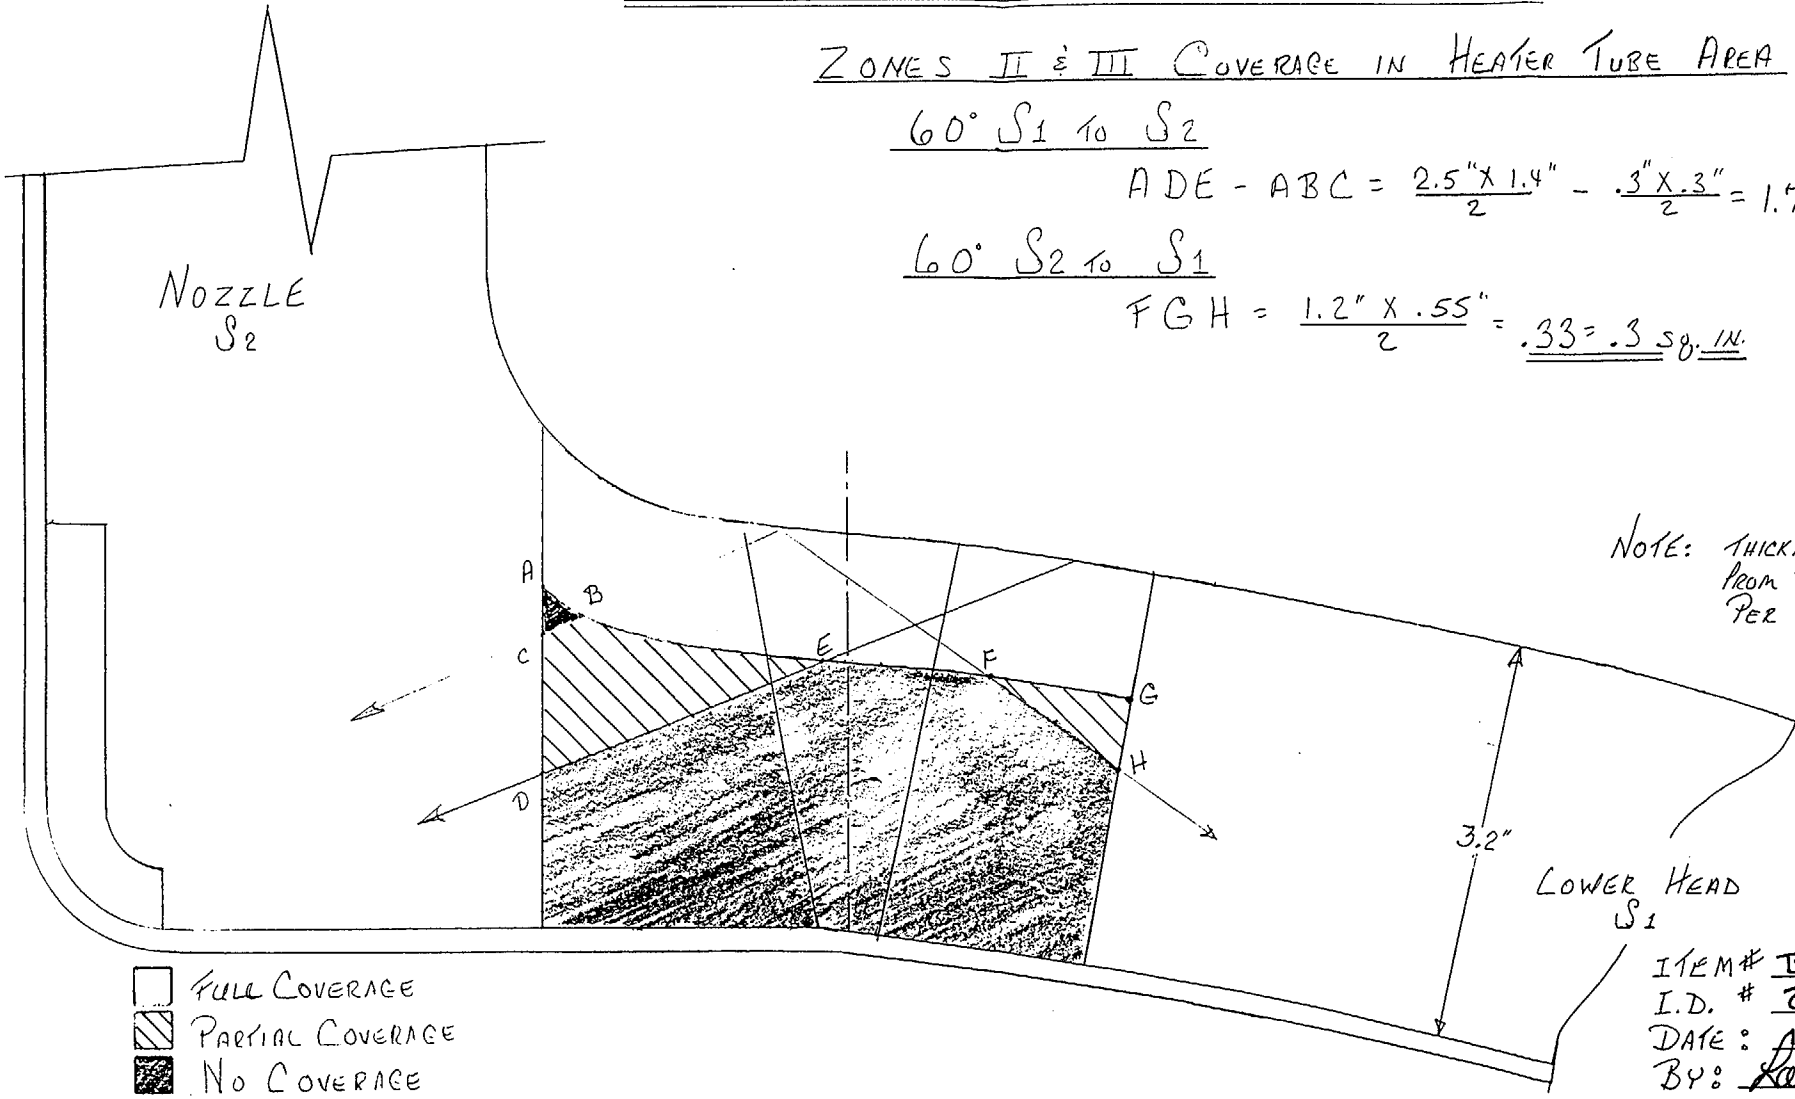 ZONES II & III COVERAGE IN HEATER TUBE AREA
60° S1 TO S2
ADE - ABC = 2.5" X 1.4" / 2 - .3" X .3" / 2 = 1.7
60° S2 TO S1
FGH = 1.2" X .55" / 2 = .33 = .3 SQ. IN.
NOZZLE
S2
NOTE: THICK
FROM
PER
A
B
C
E
F
G
D
H
3.2"
LOWER HEAD
S1
FULL COVERAGE
PARTIAL COVERAGE
NO COVERAGE
ITEM#
I.D. #
DATE:
BY: